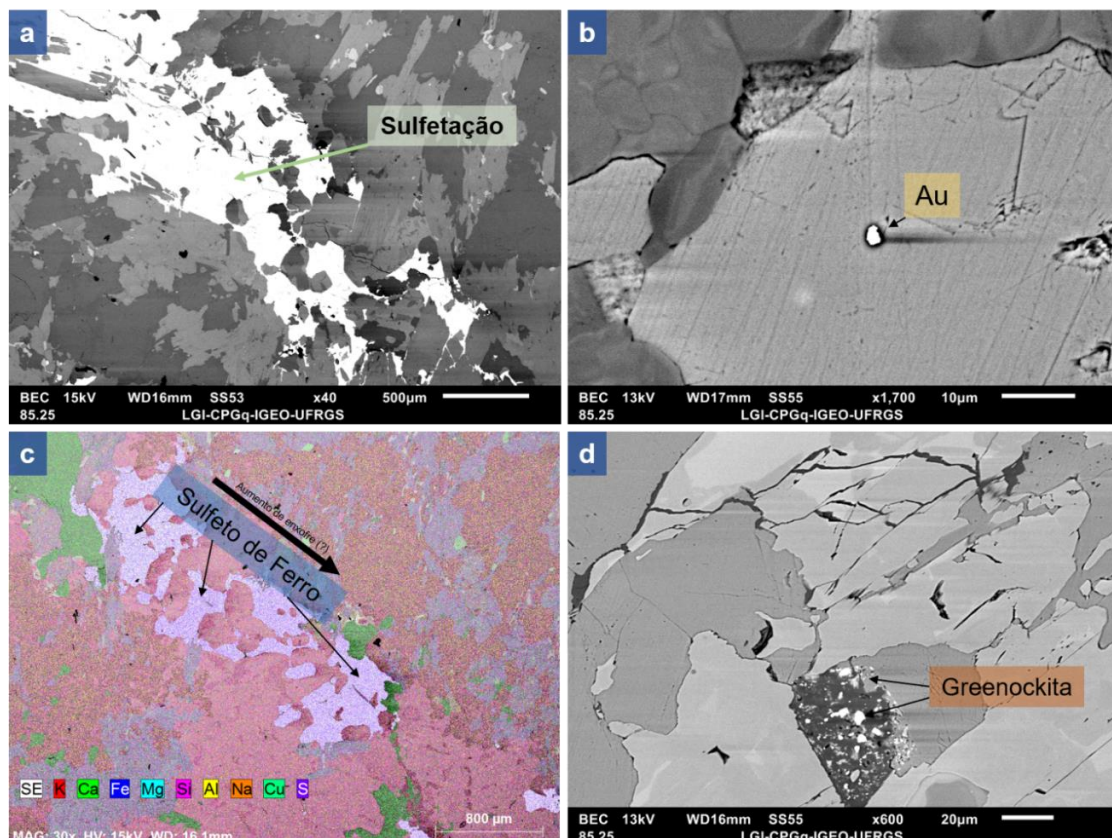 a
Sulfetação
BEC 15kV WD16mm SS53 x40 500µm
85.25 LGI-CPGq-IGEO-UFRGS
b
Au
BEC 13kV WD17mm SS55 x1,700 10µm
85.25 LGI-CPGq-IGEO-UFRGS
c
Aumento de enxofre (?)
Sulfeto de Ferro
SE K Ca Fe Mg Si Al Na Cu S
800 µm
MAG: 30x HV: 15kV WD: 16.1mm
d
Greenockita
BEC 13kV WD16mm SS55 x600 20µm
85.25 LGI-CPGq-IGEO-UFRGS